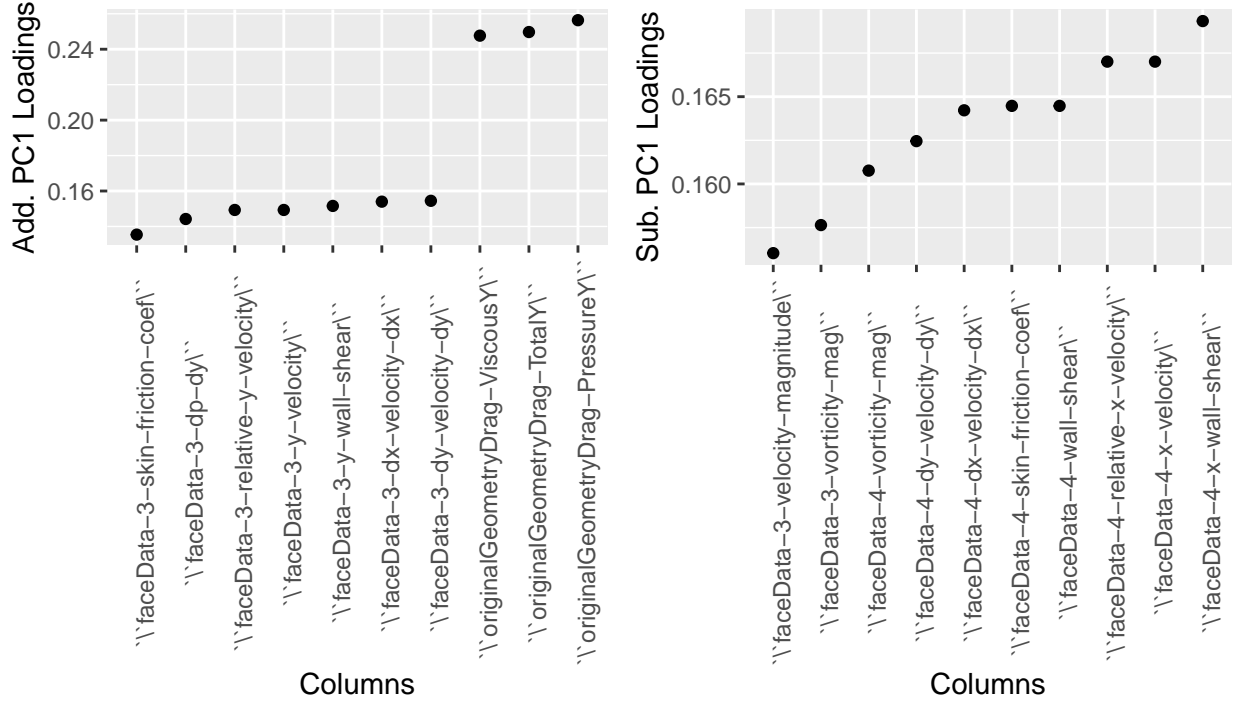 Add. PC1 Loadings
0.24
0.20
0.16
`\`faceData−3−skin−friction−coef\``
`\`faceData−3−dp−dy\``
`\`faceData−3−relative−y−velocity\``
`\`faceData−3−y−velocity\``
`\`faceData−3−y−wall−shear\``
`\`faceData−3−dx−velocity−dx\``
`\`faceData−3−dy−velocity−dy\``
`\`originalGeometryDrag−ViscousY\``
`\`originalGeometryDrag−TotalY\``
`\`originalGeometryDrag−PressureY\``
Columns
Sub. PC1 Loadings
0.165
0.160
`\`faceData−3−velocity−magnitude\``
`\`faceData−3−vorticity−mag\``
`\`faceData−4−vorticity−mag\``
`\`faceData−4−dy−velocity−dy\``
`\`faceData−4−dx−velocity−dx\``
`\`faceData−4−skin−friction−coef\``
`\`faceData−4−wall−shear\``
`\`faceData−4−relative−x−velocity\``
`\`faceData−4−x−velocity\``
`\`faceData−4−x−wall−shear\``
Columns